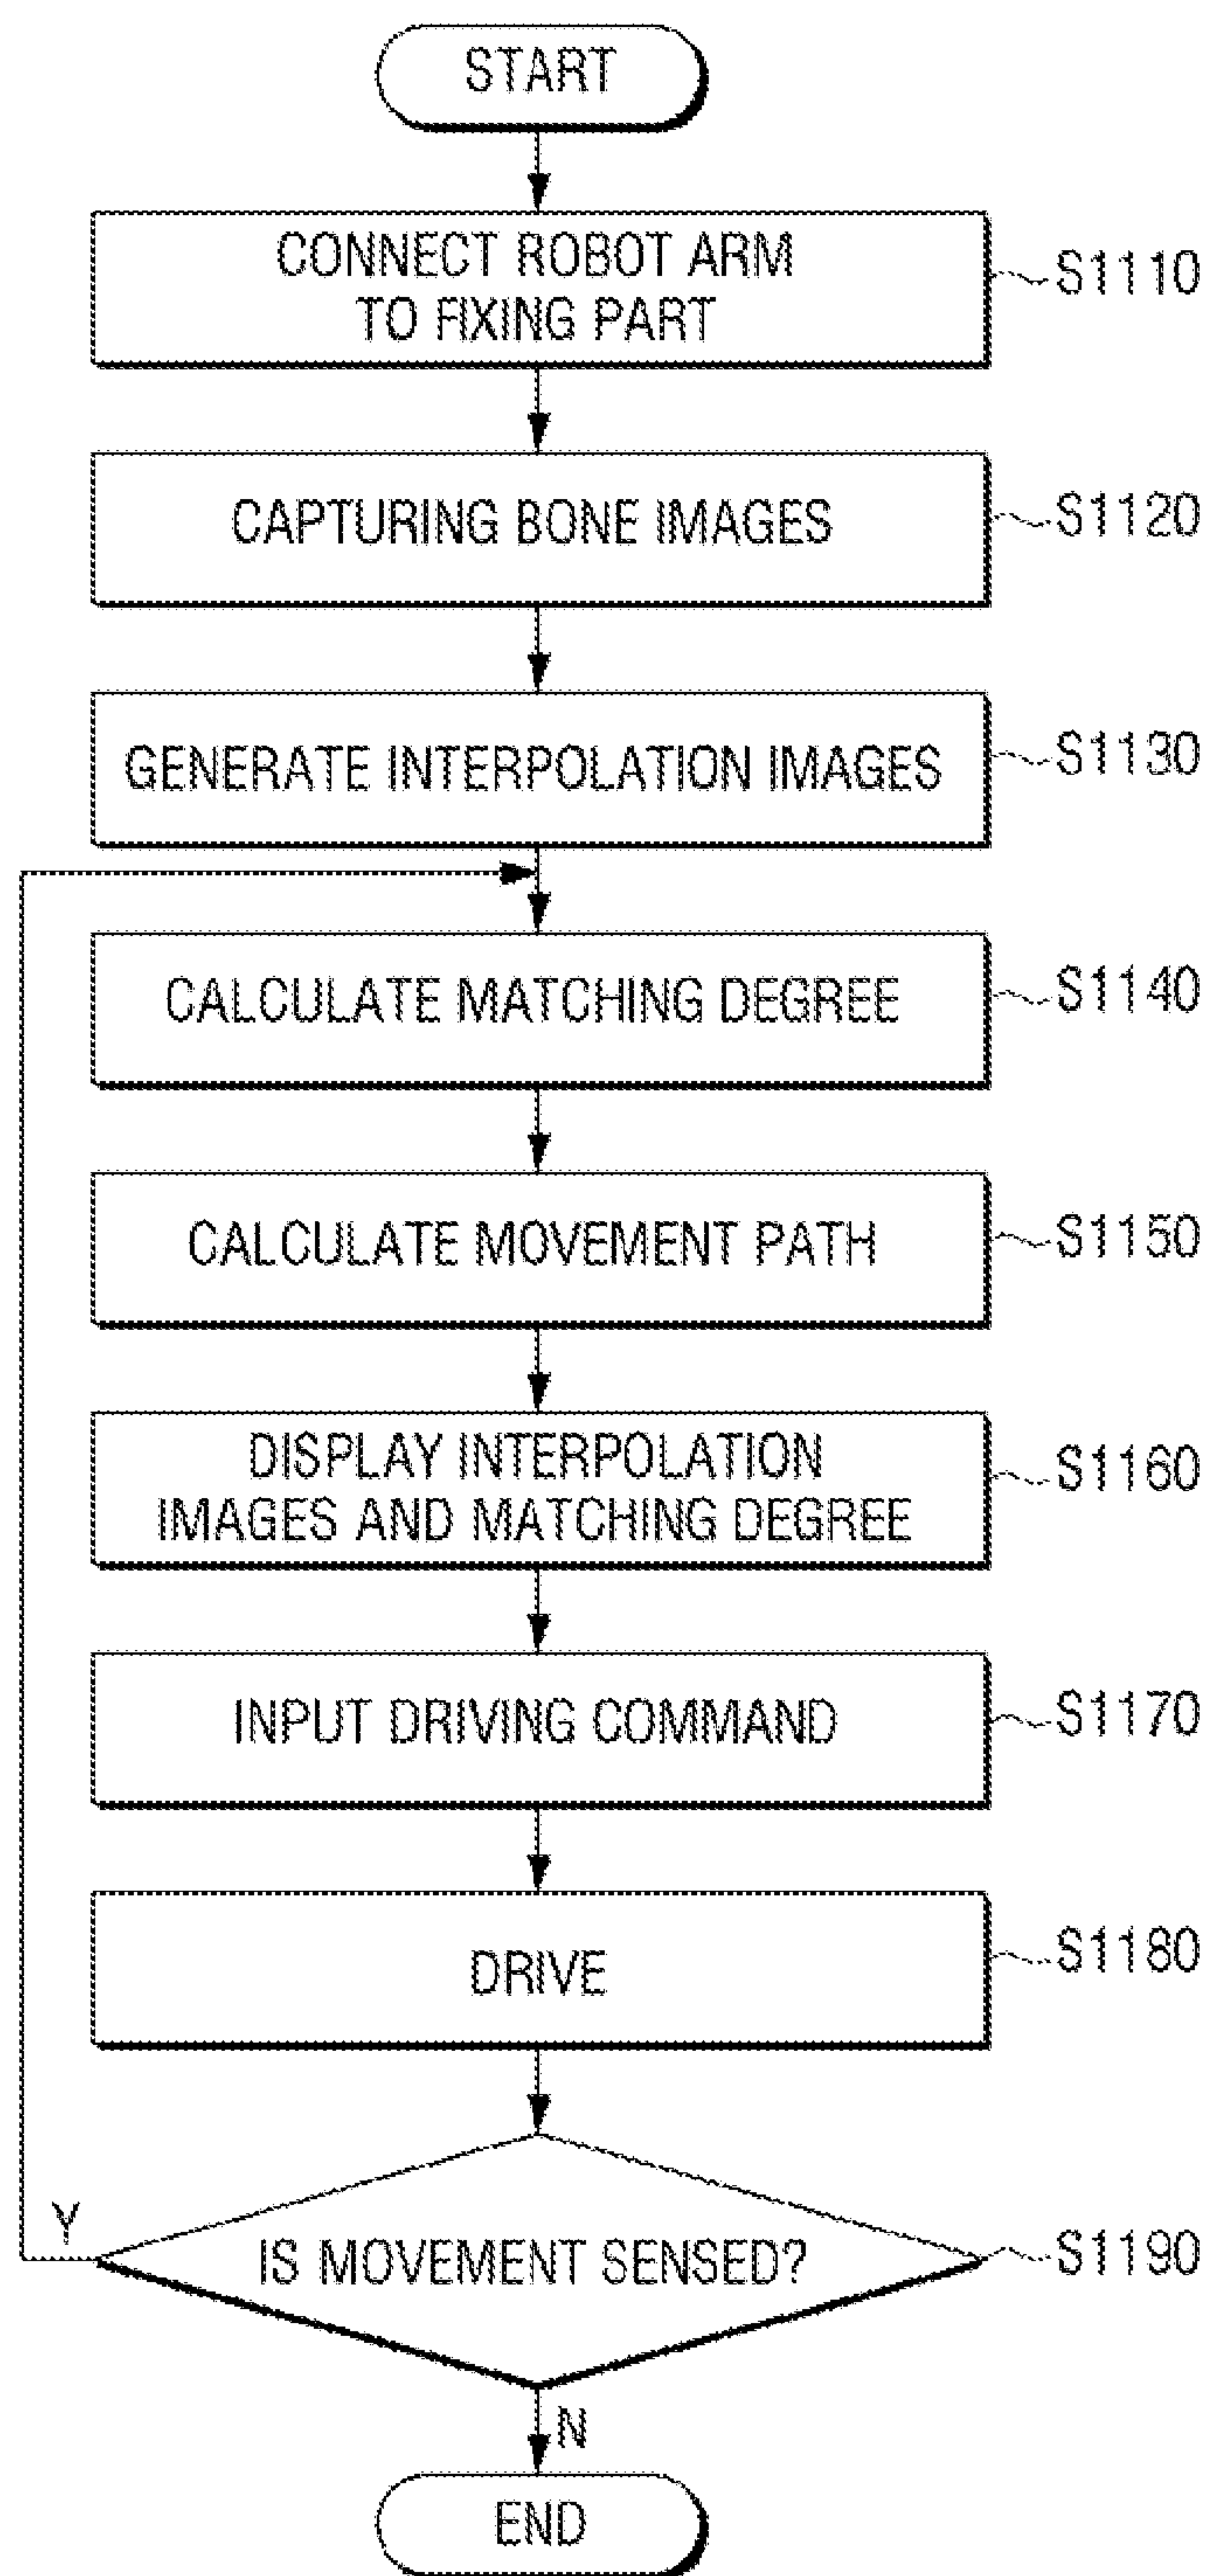 START
CONNECT ROBOT ARM
TO FIXING PART
S1110
CAPTURING BONE IMAGES
S1120
GENERATE INTERPOLATION IMAGES
S1130
CALCULATE MATCHING DEGREE
S1140
CALCULATE MOVEMENT PATH
S1150
DISPLAY INTERPOLATION
IMAGES AND MATCHING DEGREE
S1160
INPUT DRIVING COMMAND
S1170
DRIVE
S1180
Y
IS MOVEMENT SENSED?
S1190
N
END